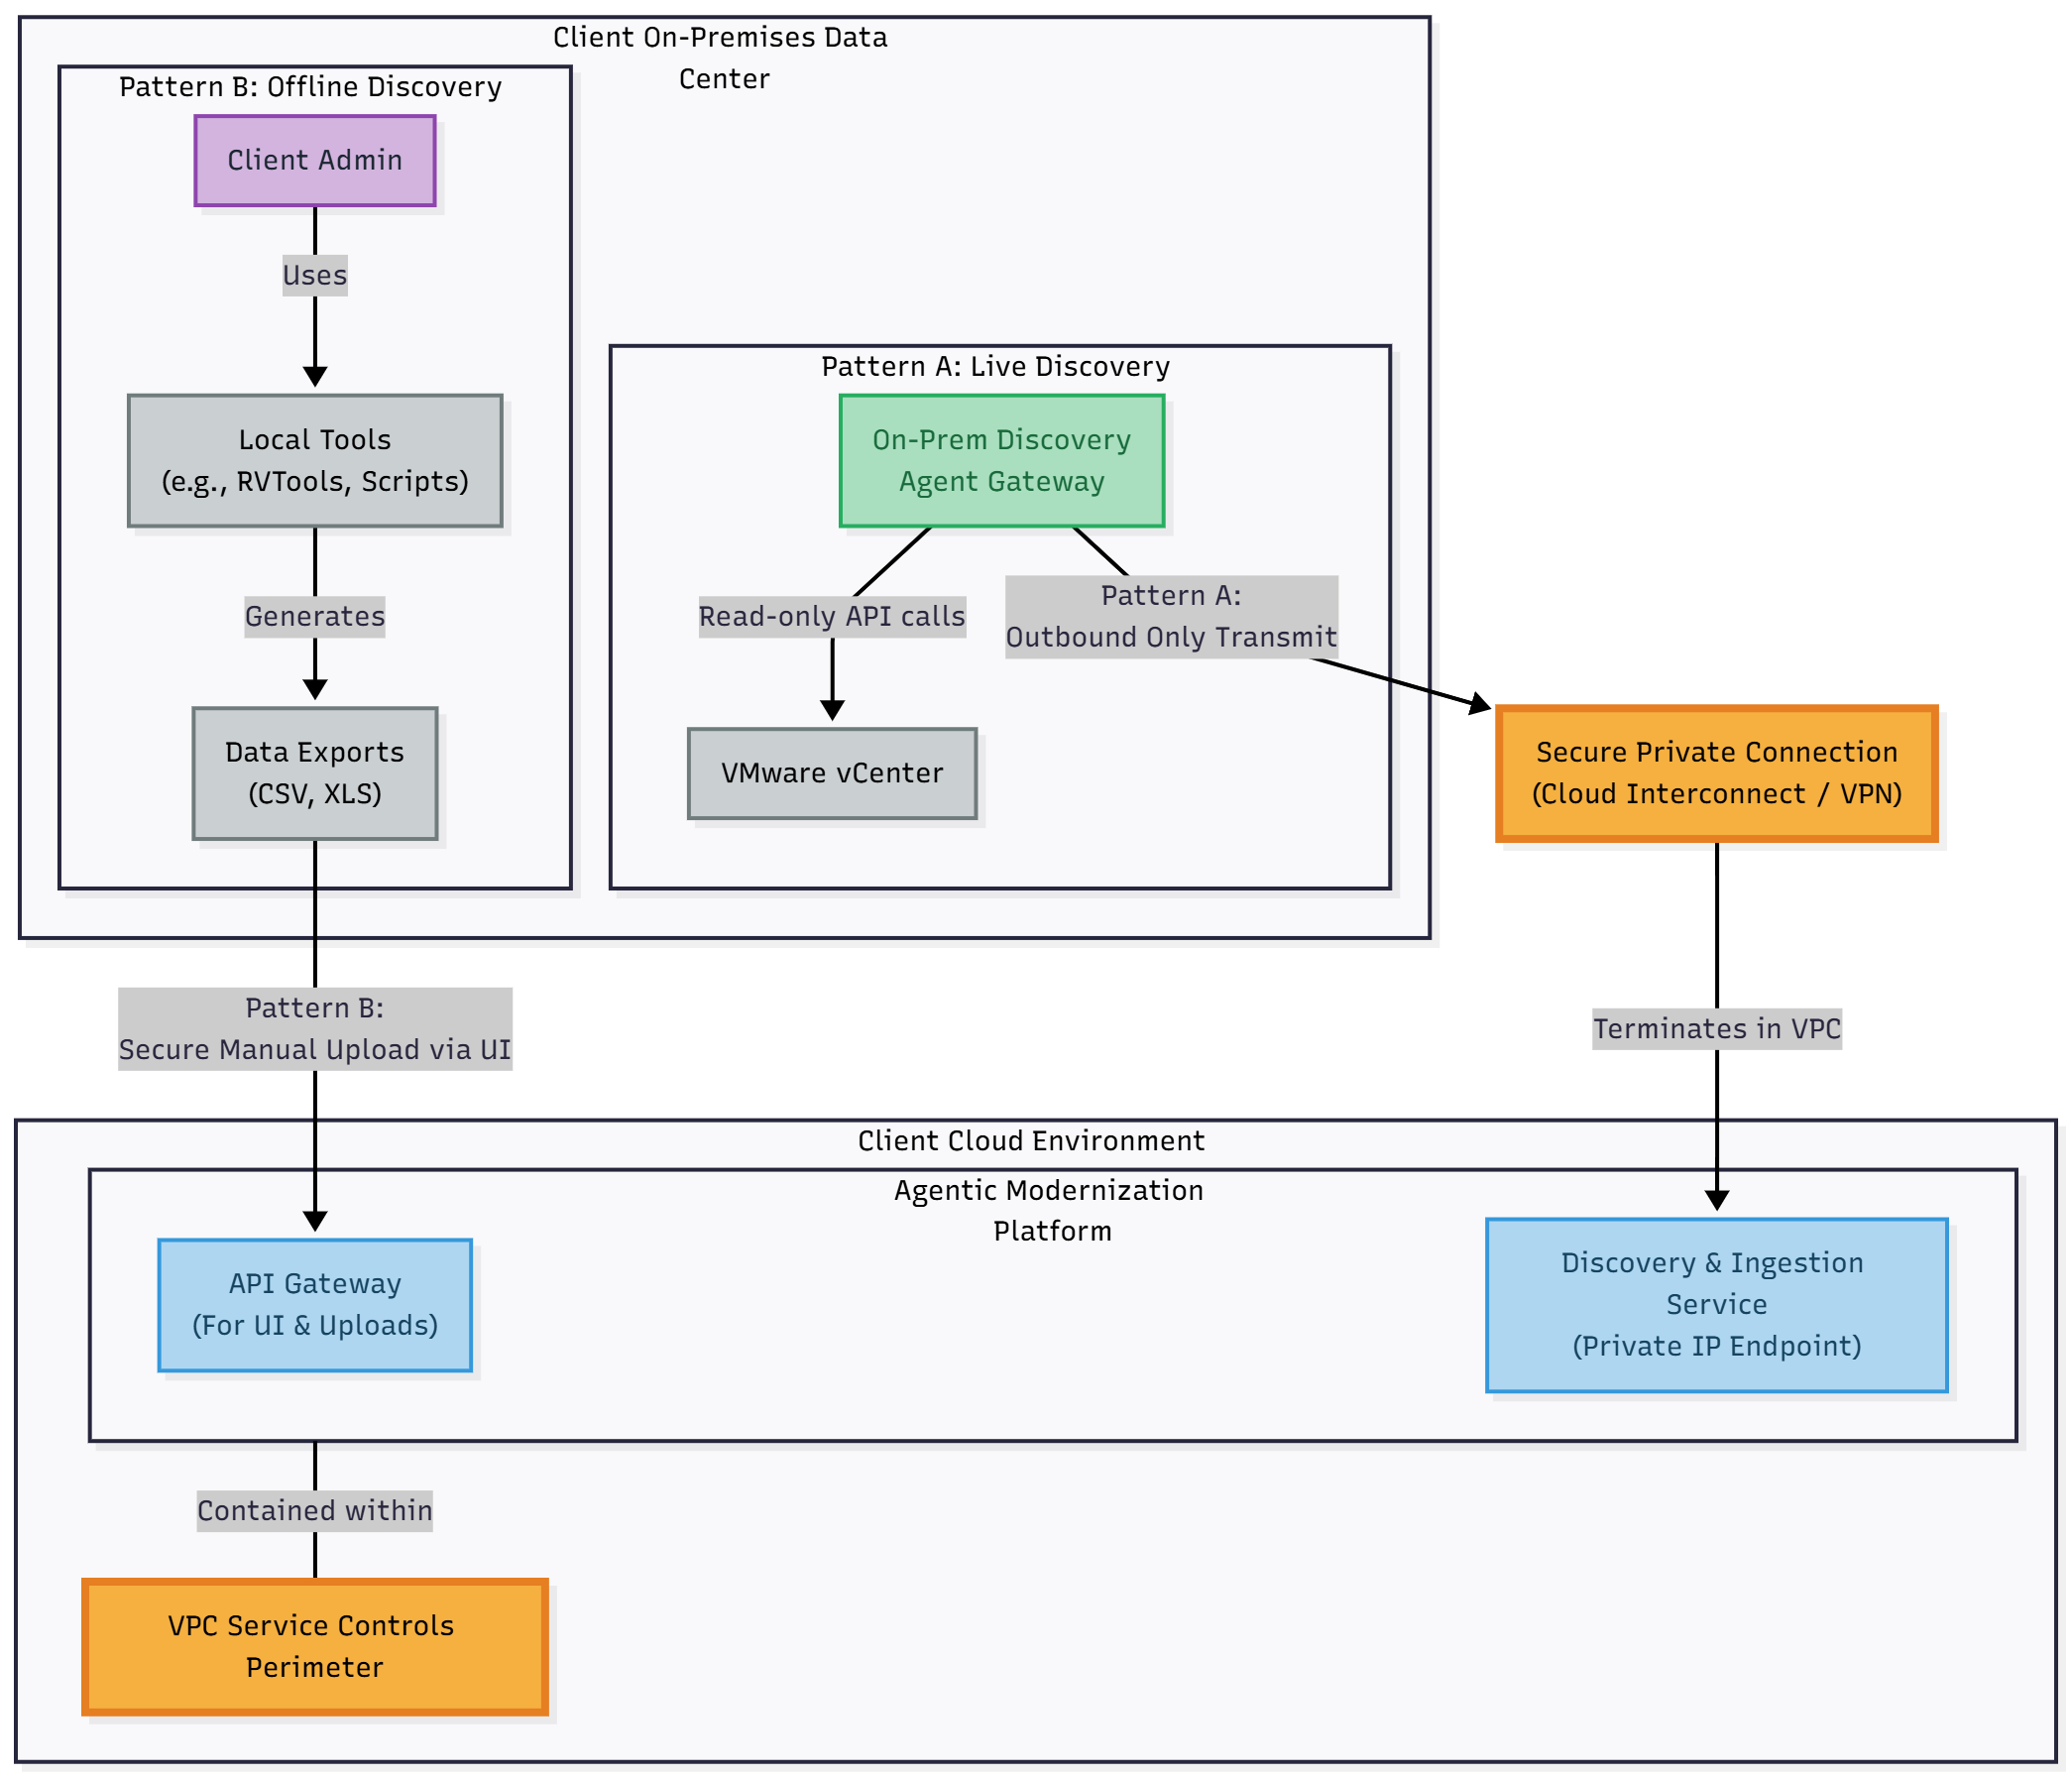 Client On-Premises Data
Center
Pattern B: Offline Discovery
Client Admin
Uses
Local Tools
(e.g., RVTools, Scripts)
Generates
Data Exports
(CSV, XLS)
Pattern A: Live Discovery
On-Prem Discovery
Agent Gateway
Read-only API calls
Pattern A:
Outbound Only Transmit
VMware vCenter
Secure Private Connection
(Cloud Interconnect / VPN)
Pattern B:
Secure Manual Upload via UI
Terminates in VPC
Client Cloud Environment
Agentic Modernization
Platform
API Gateway
(For UI & Uploads)
Discovery & Ingestion
Service
(Private IP Endpoint)
Contained within
VPC Service Controls
Perimeter